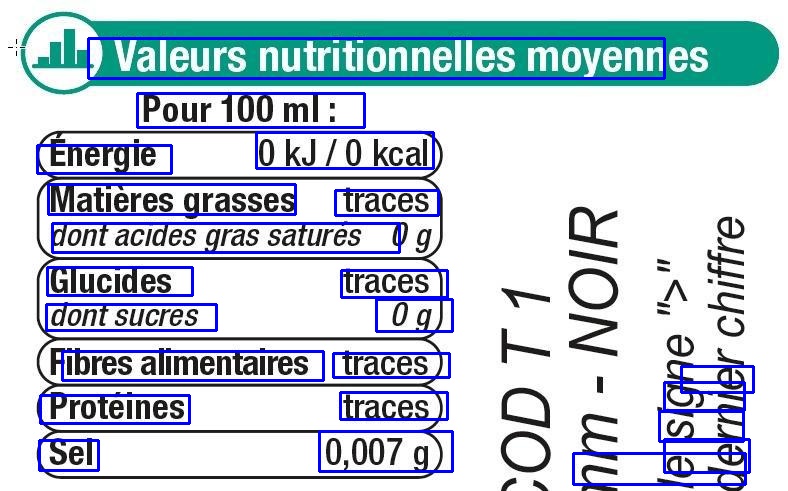 Valeurs nutritionnelles moyennes
Pour 100 ml :
Énergie 0 kJ / 0 kcal
Matières grasses traces
dont acides gras saturés 0 g
Glucides traces
dont sucres 0 g
Fibres alimentaires traces
Protéines traces
Sel 0,007 g
COD T 1
mm - NOIR
le signe ">"
dernier chiffre